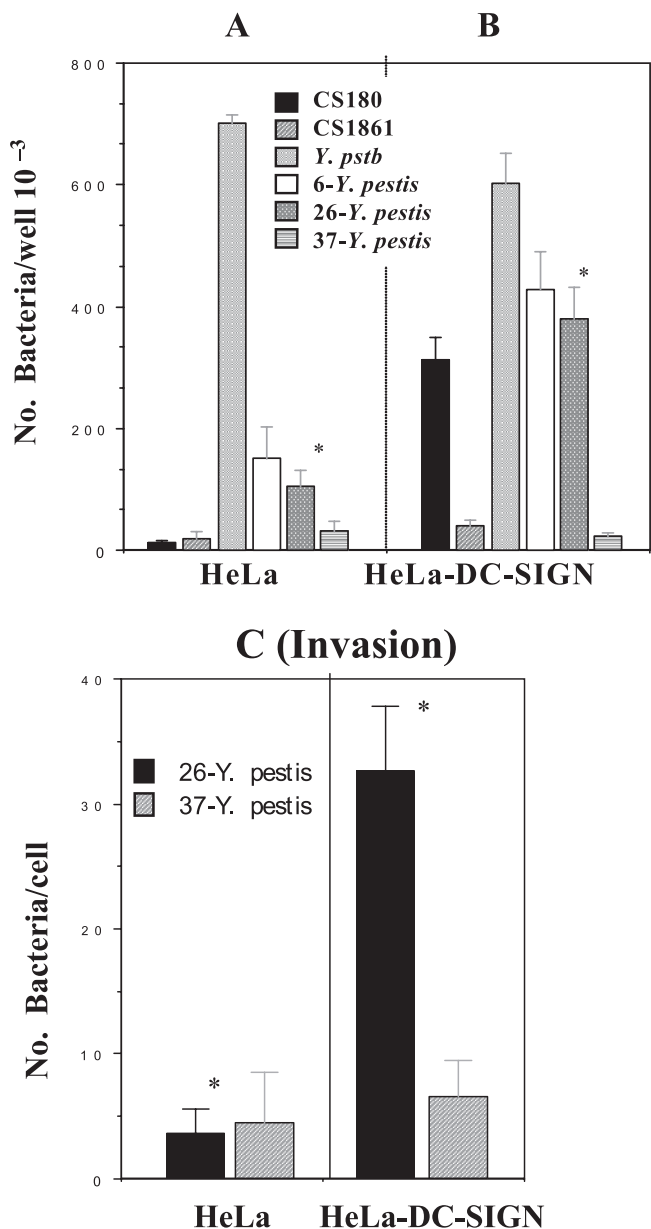 A B
800
600
400
200
0
No. Bacteria/well 10 –3
CS180
CS1861
Y. pstb
6-Y. pestis
26-Y. pestis
37-Y. pestis
*
*
HeLa HeLa-DC-SIGN
C (Invasion)
40
30
20
10
0
No. Bacteria/cell
26-Y. pestis
37-Y. pestis
*
*
HeLa HeLa-DC-SIGN